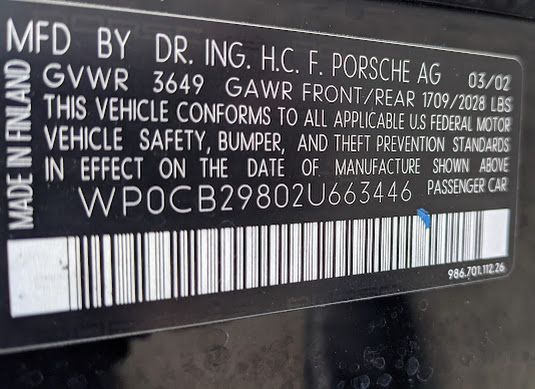 MFD BY DR. ING. H.C. F. PORSCHE AG 03/02
GVWR 3649 GAWR FRONT/REAR 1709/2028 LBS
THIS VEHICLE CONFORMS TO ALL APPLICABLE U.S FEDERAL MOTOR
VEHICLE SAFETY, BUMPER, AND THEFT PREVENTION STANDARDS
IN EFFECT ON THE DATE OF MANUFACTURE SHOWN ABOVE
WP0CB29802U663446 PASSENGER CAR
MADE IN FINLAND
986.701.112.26